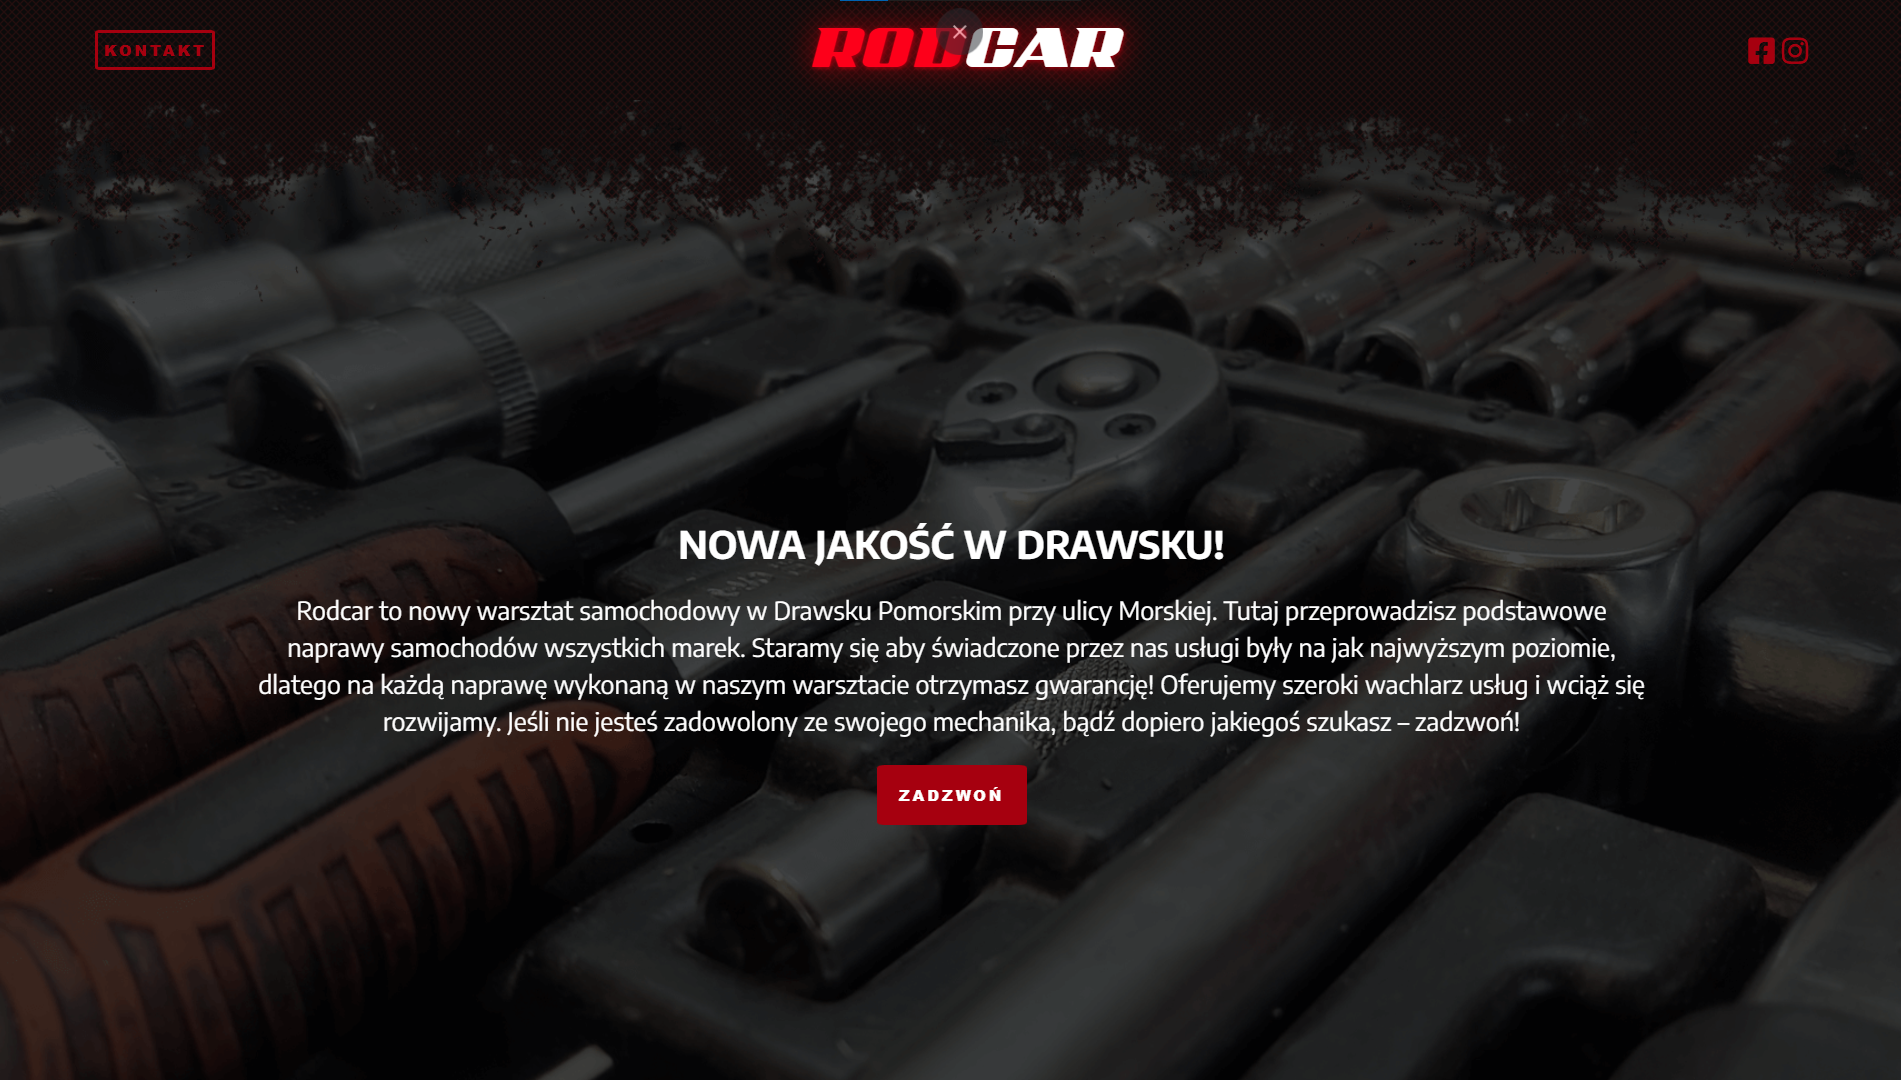 KONTAKT
RODCAR
NOWA JAKOŚĆ W DRAWSKU!
Rodcar to nowy warsztat samochodowy w Drawsku Pomorskim przy ulicy Morskiej. Tutaj przeprowadzisz podstawowe
naprawy samochodów wszystkich marek. Staramy się aby świadczone przez nas usługi były na jak najwyższym poziomie,
dlatego na każdą naprawę wykonaną w naszym warsztacie otrzymasz gwarancję! Oferujemy szeroki wachlarz usług i wciąż się
rozwijamy. Jeśli nie jesteś zadowolony ze swojego mechanika, bądź dopiero jakiegoś szukasz – zadzwoń!
ZADZWOŃ